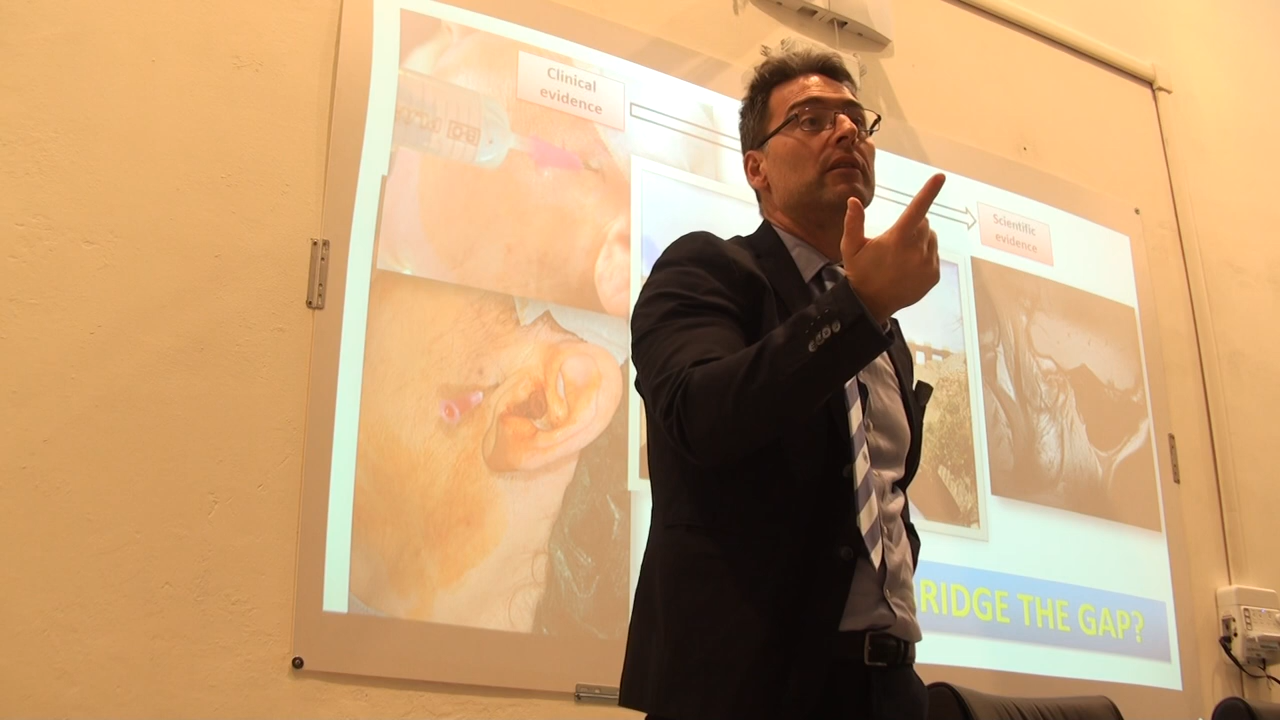 Clinical
evidence
Scientific
evidence
RIDGE THE GAP?